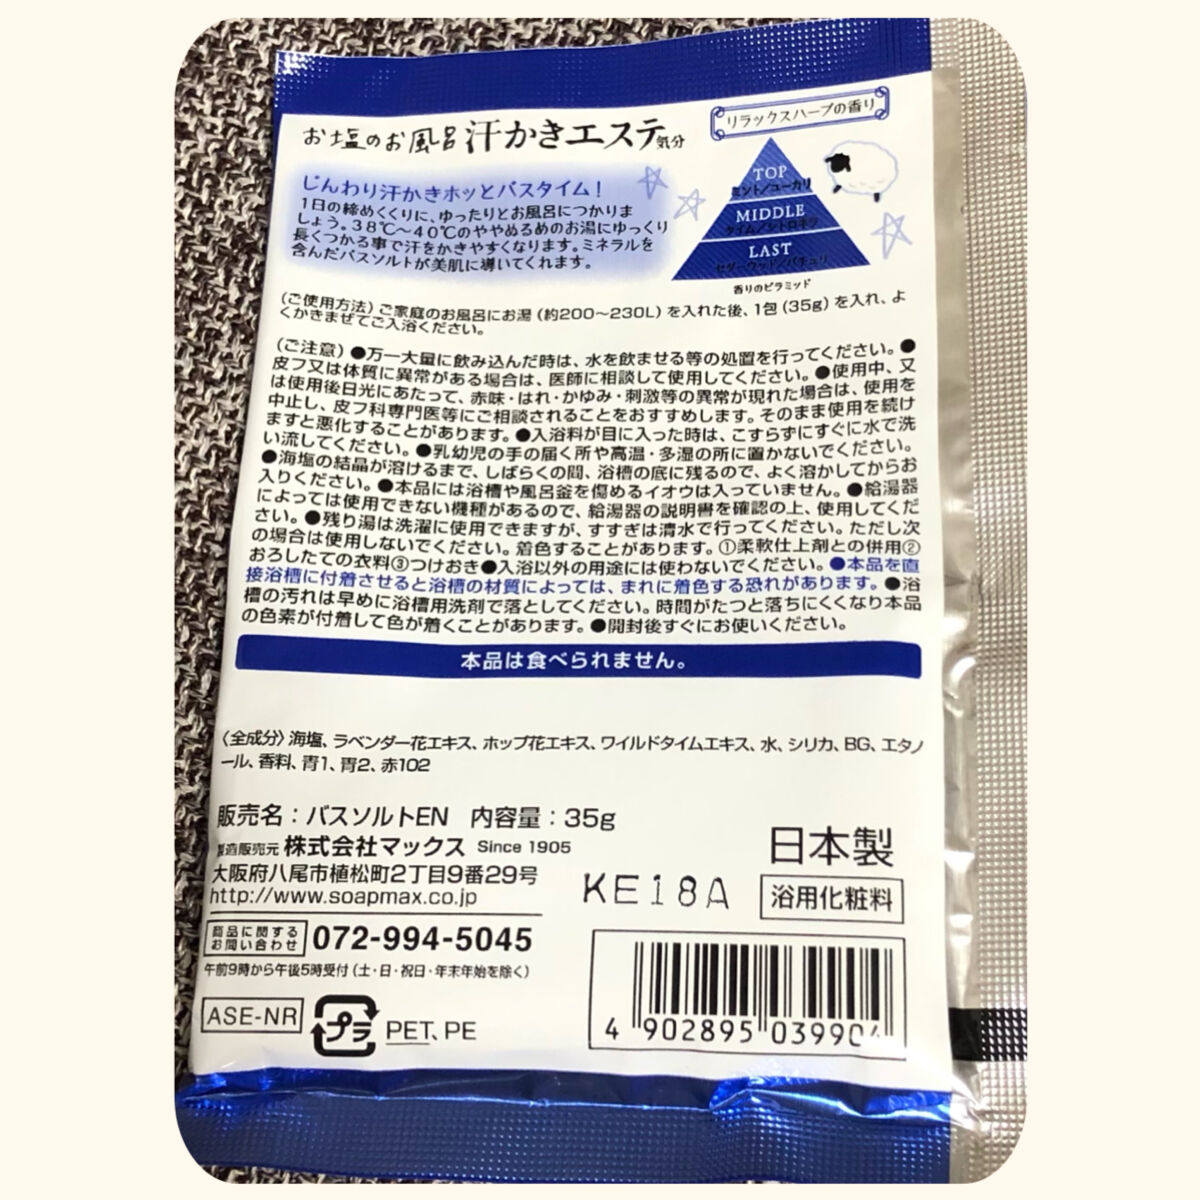 お塩のお風呂 汗かきエステ気分
リラックスハーブの香り
じんわり汗かきホッとバスタイム!
1日の締めくくりに、ゆったりとお風呂につかりま
しょう。38℃～40℃のややぬるめのお湯にゆっくり
長くつかる事で汗をかきやすくなります。ミネラルを
含んだバスソルトが美肌に導いてくれます。
TOP
ミント/ユーカリ
MIDDLE
タイム/シトロネラ
LAST
セダーウッド/パチュリ
香りのピラミッド
(ご使用方法)ご家庭のお風呂にお湯(約200～230L)を入れた後、1包(35g)を入れ、よ
くかきまぜてご入浴ください。
(ご注意)●万一大量に飲み込んだ時は、水を飲ませる等の処置を行ってください。●
皮フ又は体質に異常がある場合は、医師に相談して使用してください。●使用中、又
は使用後日光にあたって、赤味・はれ・かゆみ・刺激等の異常が現れた場合は、使用を
中止し、皮フ科専門医等にご相談されることをおすすめします。そのまま使用を続け
ますと悪化することがあります。●入浴料が目に入った時は、こすらずにすぐに水で洗
い流してください。●乳幼児の手の届く所や高温・多湿の所に置かないでください。
●海塩の結晶が溶けるまで、しばらくの間、浴槽の底に残るので、よく溶かしてからお
入りください。●本品には浴槽や風呂釜を傷めるイオウは入っていません。●給湯器
によっては使用できない機種があるので、給湯器の説明書を確認の上、使用してくだ
さい。●残り湯は洗濯に使用できますが、すすぎは清水で行ってください。ただし次
の場合は使用しないでください。着色することがあります。①柔軟仕上剤との併用②
おろしたての衣料③つけおき●入浴以外の用途には使わないでください。●本品を直
接浴槽に付着させると浴槽の材質によっては、まれに着色する恐れがあります。●浴
槽の汚れは早めに浴槽用洗剤で落としてください。時間がたつと落ちにくくなり本品
の色素が付着して色が着くことがあります。●開封後すぐにお使いください。
本品は食べられません。
〈全成分〉海塩、ラベンダー花エキス、ホップ花エキス、ワイルドタイムエキス、水、シリカ、BG、エタノ
ール、香料、青1、青2、赤102
販売名：バスソルトEN 内容量：35g
製造販売元 株式会社マックス Since 1905
大阪府八尾市植松町2丁目9番29号
http://www.soapmax.co.jp
日本製
KE18A
浴用化粧料
商品に関する
お問い合わせ 072-994-5045
午前9時から午後5時受付(土・日・祝日・年末年始を除く)
ASE-NR
プラ
PET、PE
4 902895 039904